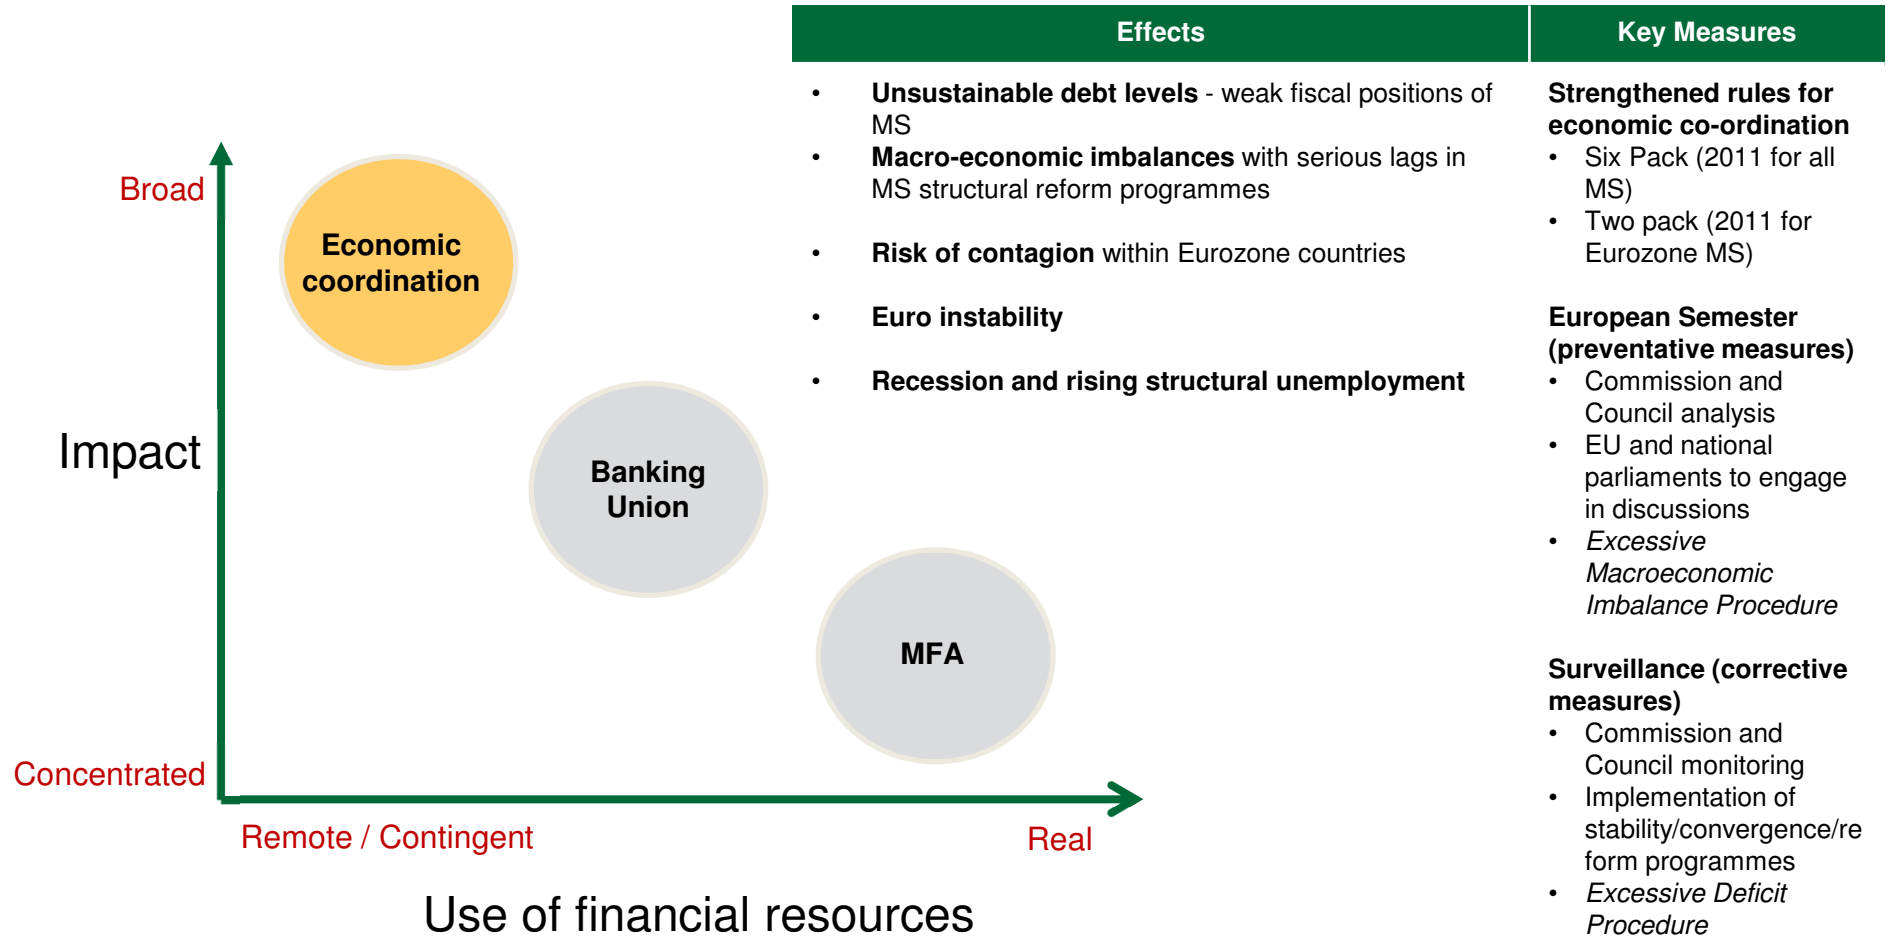 Effects
Key Measures
• Unsustainable debt levels - weak fiscal positions of
MS
• Macro-economic imbalances with serious lags in
MS structural reform programmes
• Risk of contagion within Eurozone countries
• Euro instability
• Recession and rising structural unemployment
Strengthened rules for
economic co-ordination
• Six Pack (2011 for all
MS)
• Two pack (2011 for
Eurozone MS)
European Semester
(preventative measures)
• Commission and
Council analysis
• EU and national
parliaments to engage
in discussions
• Excessive
Macroeconomic
Imbalance Procedure
Surveillance (corrective
measures)
• Commission and
Council monitoring
• Implementation of
stability/convergence/re
form programmes
• Excessive Deficit
Procedure
Broad
Economic
coordination
Impact
Banking
Union
MFA
Concentrated
Remote / Contingent
Real
Use of financial resources